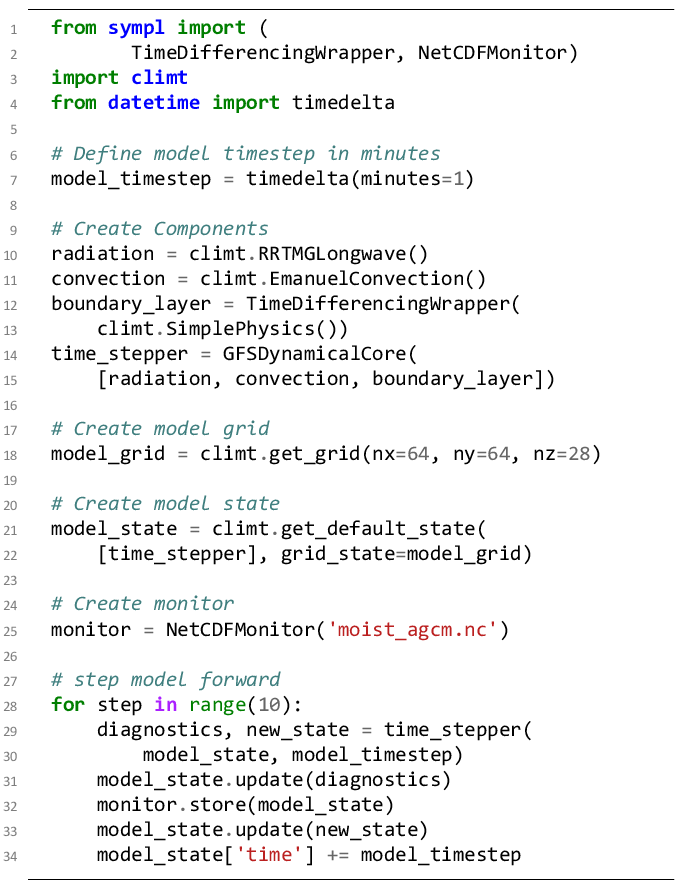 1 from sympl import (
2 TimeDifferencingWrapper, NetCDFMonitor)
3 import climt
4 from datetime import timedelta
5
6 # Define model timestep in minutes
7 model_timestep = timedelta(minutes=1)
8
9 # Create Components
10 radiation = climt.RRTMGLongwave()
11 convection = climt.EmanuelConvection()
12 boundary_layer = TimeDifferencingWrapper(
13 climt.SimplePhysics())
14 time_stepper = GFSDynamicalCore(
15 [radiation, convection, boundary_layer])
16
17 # Create model grid
18 model_grid = climt.get_grid(nx=64, ny=64, nz=28)
19
20 # Create model state
21 model_state = climt.get_default_state(
22 [time_stepper], grid_state=model_grid)
23
24 # Create monitor
25 monitor = NetCDFMonitor('moist_agcm.nc')
26
27 # step model forward
28 for step in range(10):
29 diagnostics, new_state = time_stepper(
30 model_state, model_timestep)
31 model_state.update(diagnostics)
32 monitor.store(model_state)
33 model_state.update(new_state)
34 model_state['time'] += model_timestep